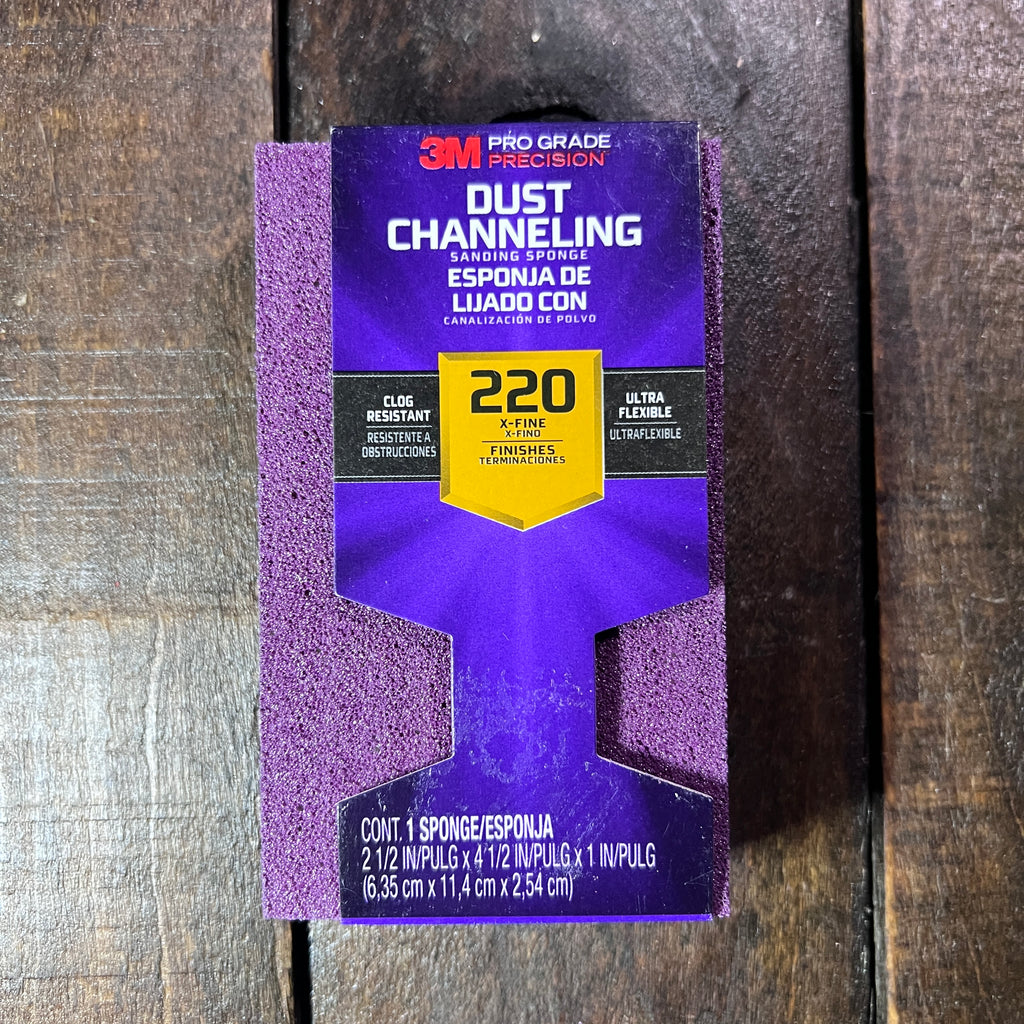 3M PRO GRADE
PRECISION
DUST
CHANNELING
SANDING SPONGE
ESPONJA DE
LIJADO CON
CANALIZACIÓN DE POLVO
CLOG
RESISTANT
RESISTENTE A
OBSTRUCCIONES
220
X-FINE
X-FINO
FINISHES
TERMINACIONES
ULTRA
FLEXIBLE
ULTRAFLEXIBLE
CONT. 1 SPONGE/ESPONJA
2 1/2 IN/PULG x 4 1/2 IN/PULG x 1 IN/PULG
(6,35 cm x 11,4 cm x 2,54 cm)